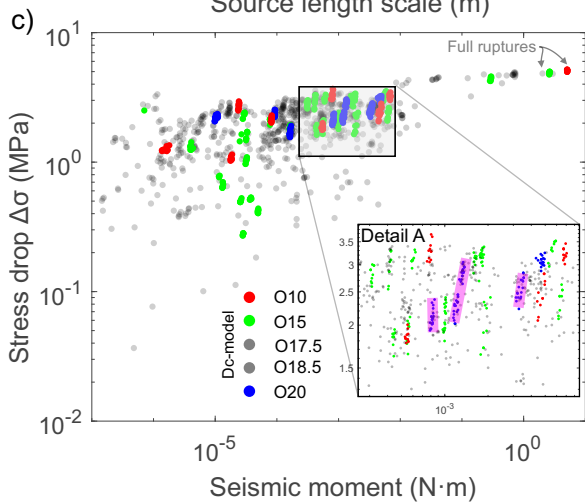 Source length scale (m)
c)
10^1
10^0
10^-1
10^-2
Stress drop Δσ (MPa)
Full ruptures
Detail A
3.5
3
2.5
2
1.5
10^-3
Dc-model
O10
O15
O17.5
O18.5
O20
10^-5
10^0
Seismic moment (N·m)